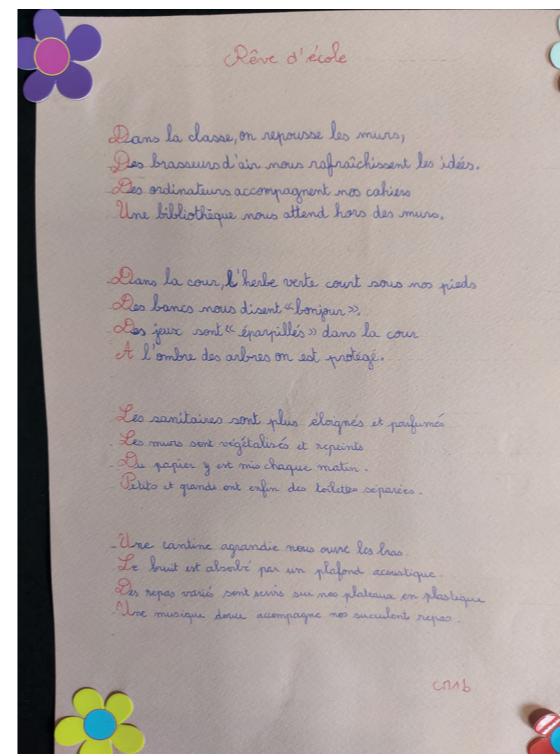 Rêve d'école
Dans la classe, on repousse les murs,
Des brasseurs d'air nous rafraîchissent les idées.
Des ordinateurs accompagnent nos cahiers
Une bibliothèque nous attend hors des murs.
Dans la cour, l'herbe verte court sous nos pieds
Des bancs nous disent « bonjour ».
Des jeux sont « éparpillés » dans la cour
A l'ombre des arbres on est protégé.
Les sanitaires sont plus éloignés et parfumés
Les murs sont végétalisés et repeints
Du papier y est mis chaque matin.
Petits et grands ont enfin des toilettes séparées.
Une cantine agrandie nous ouvre les bras.
Le bruit est absorbé par un plafond acoustique.
Des repas variés sont servis sur nos plateaux en plastique
Une musique douce accompagne nos succulent repas.
CM1b